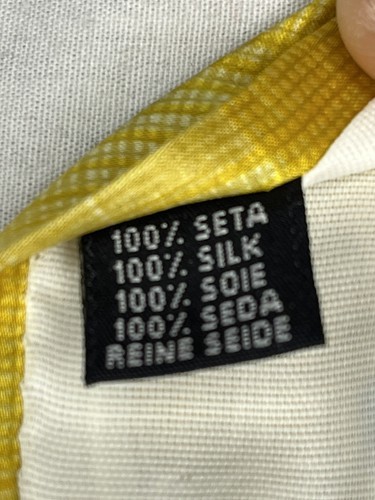 100% SETA
100% SILK
100% SOIE
100% SEDA
REINE SEIDE